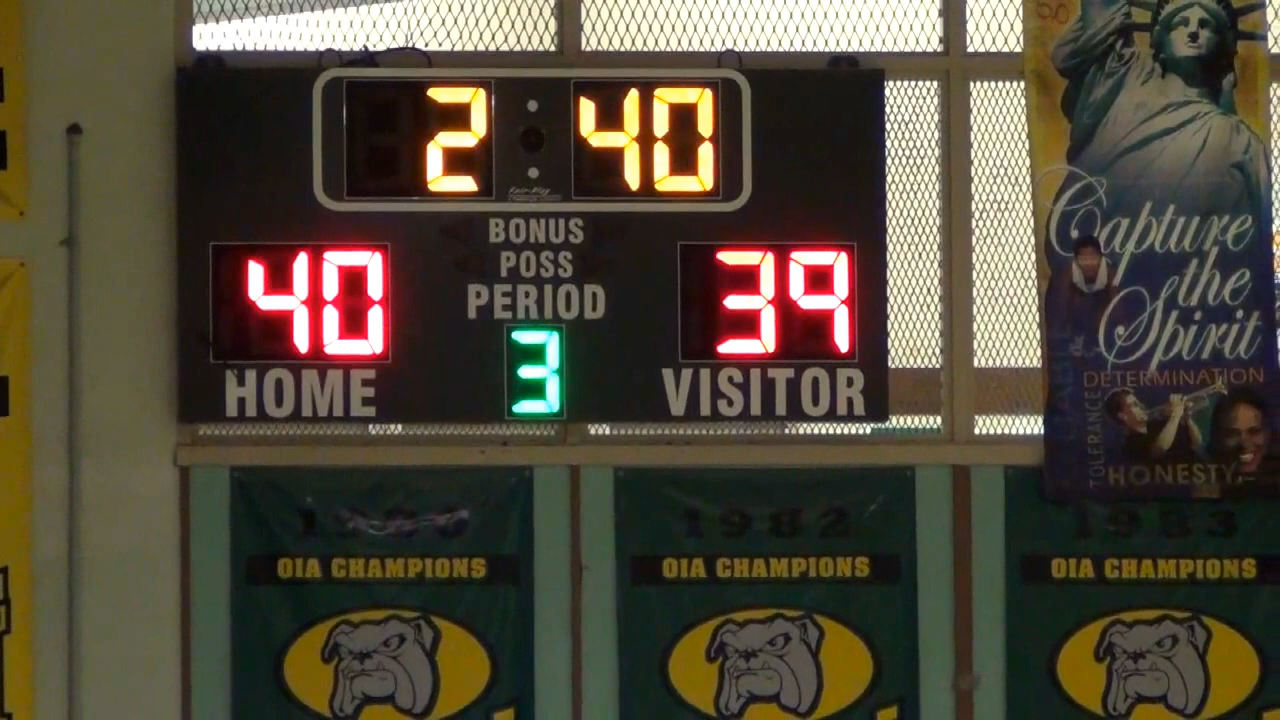 2:40
BONUS
POSS
PERIOD
40
39
3
HOME
VISITOR
Capture
the
Spirit
DETERMINATION
TOLERANCE
HONESTY
1982
1983
OIA CHAMPIONS
OIA CHAMPIONS
OIA CHAMPIONS